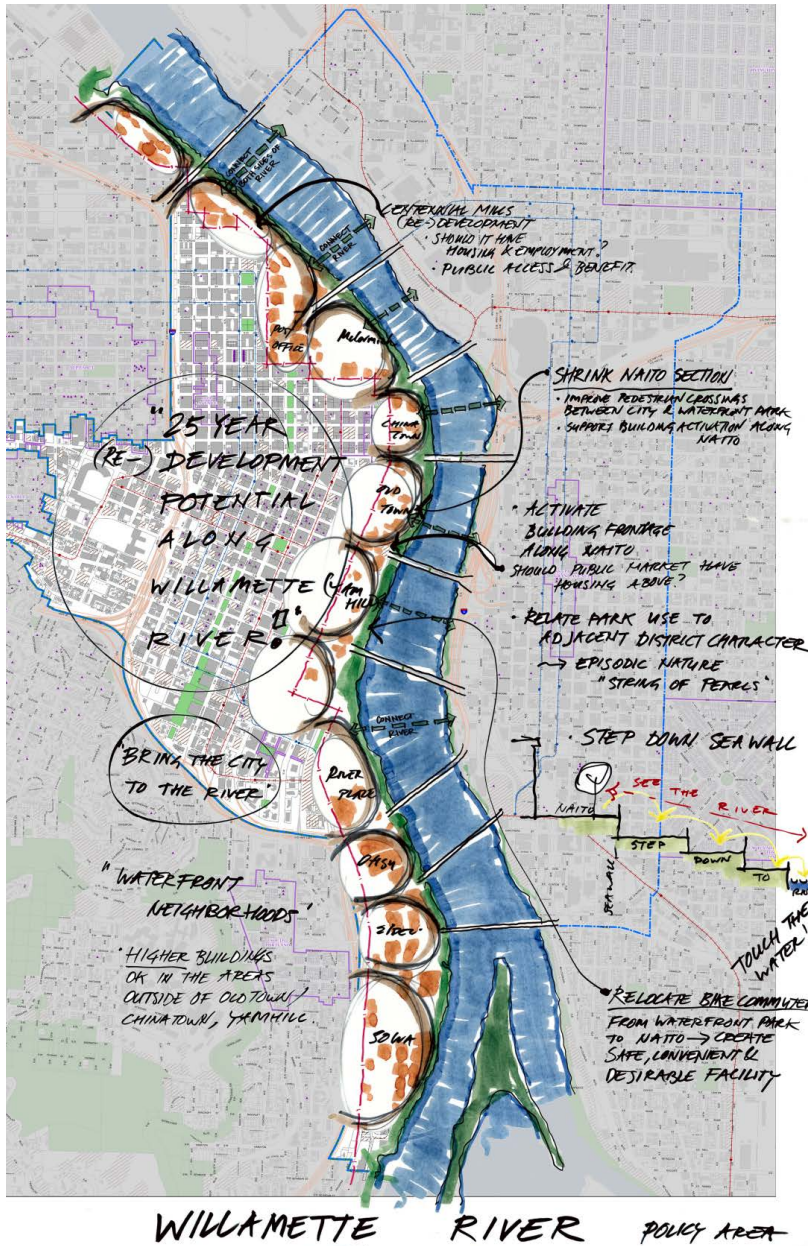 CONNECT
BOTH SIDES OF
RIVER
CENTENNIAL MILLS
(RE-) DEVELOPMENT
· SHOULD IT HAVE
HOUSING & EMPLOYMENT?
· PUBLIC ACCESS & BENEFIT.
CONNECT
RIVER
POST
OFFICE
McCormick
CHINA
TOWN
SHRINK NAITO SECTION
· IMPROVE PEDESTRIAN CROSSINGS
BETWEEN CITY & WATERFRONT PARK
· SUPPORT BUILDING ACTIVATION ALONG
NAITO
"25 YEAR
(RE-) DEVELOPMENT
POTENTIAL
ALONG
WILLAMETTE
RIVER."
OLD
TOWN
YAM
HILL
· ACTIVATE
BUILDING FRONTAGE
ALONG NAITO
SHOULD PUBLIC MARKET HAVE
HOUSING ABOVE?
· RELATE PARK USE TO
ADJACENT DISTRICT CHARACTER
→ EPISODIC NATURE
"STRING OF PEARLS"
CONNECT
RIVER
· STEP DOWN SEA WALL
SEE THE RIVER
NAITO
STEP
DOWN
TO
SEA WALL
TOUCH THE
WATER
"BRING THE CITY
TO THE RIVER"
RIVER
PLACE
"WATERFRONT
NEIGHBORHOODS"
· HIGHER BUILDINGS
OK IN THE AREAS
OUTSIDE OF OLD TOWN/
CHINATOWN, YAMHILL.
SOWA
RELOCATE BIKE COMMUTER
FROM WATERFRONT PARK
TO NAITO → CREATE
SAFE, CONVENIENT &
DESIRABLE FACILITY
WILLAMETTE RIVER POLICY AREA